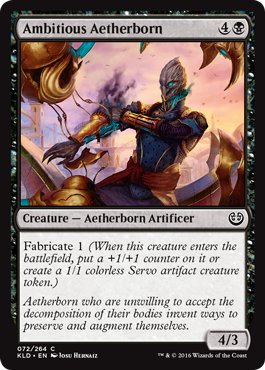 Ambitious Aetherborn 4
Creature — Aetherborn Artificer
Fabricate 1 (When this creature enters the
battlefield, put a +1/+1 counter on it or
create a 1/1 colorless Servo artifact creature
token.)
Aetherborn who are unwilling to accept the
decomposition of their bodies invent ways to
preserve and augment themselves.
4/3
072/264 C
KLD • EN Josu Hernaiz ™ & © 2016 Wizards of the Coast